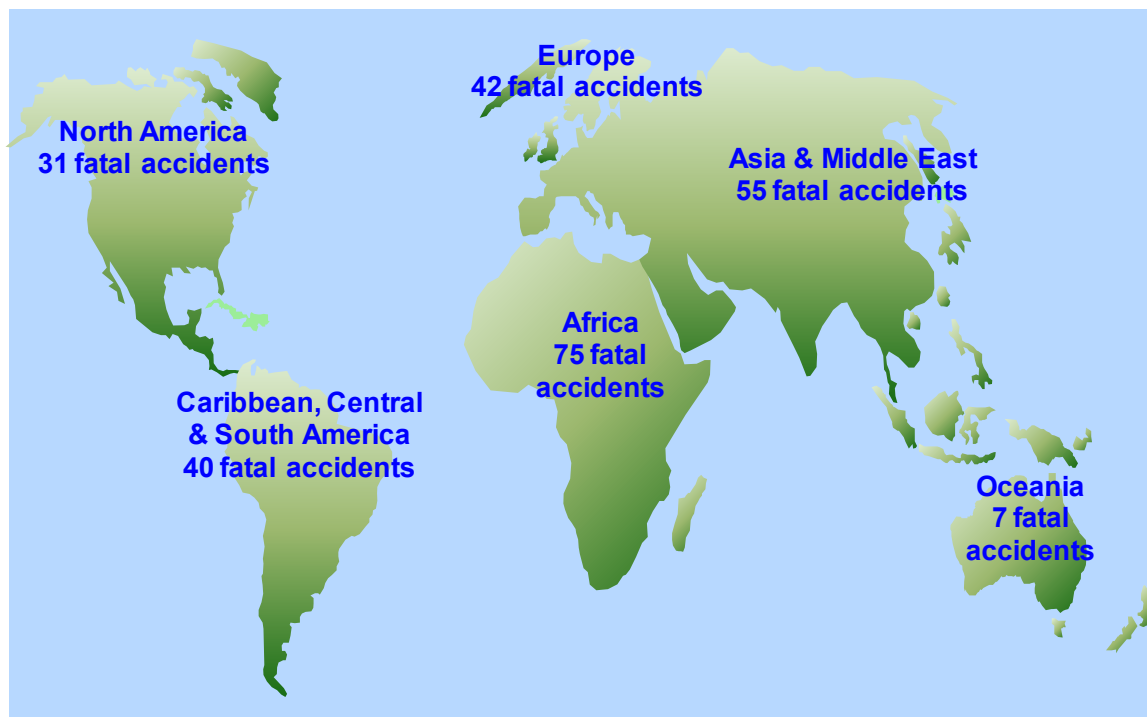 Europe
42 fatal accidents
North America
31 fatal accidents
Asia & Middle East
55 fatal accidents
Africa
75 fatal
accidents
Caribbean, Central
& South America
40 fatal accidents
Oceania
7 fatal
accidents